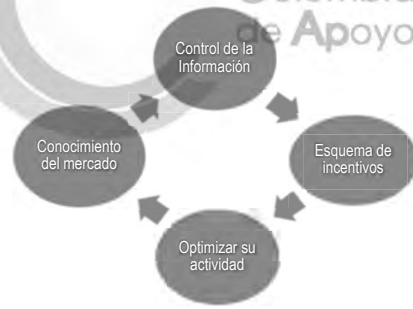 de Apoyo
Control de la
Información
Conocimiento
del mercado
Esquema de
incentivos
Optimizar su
actividad